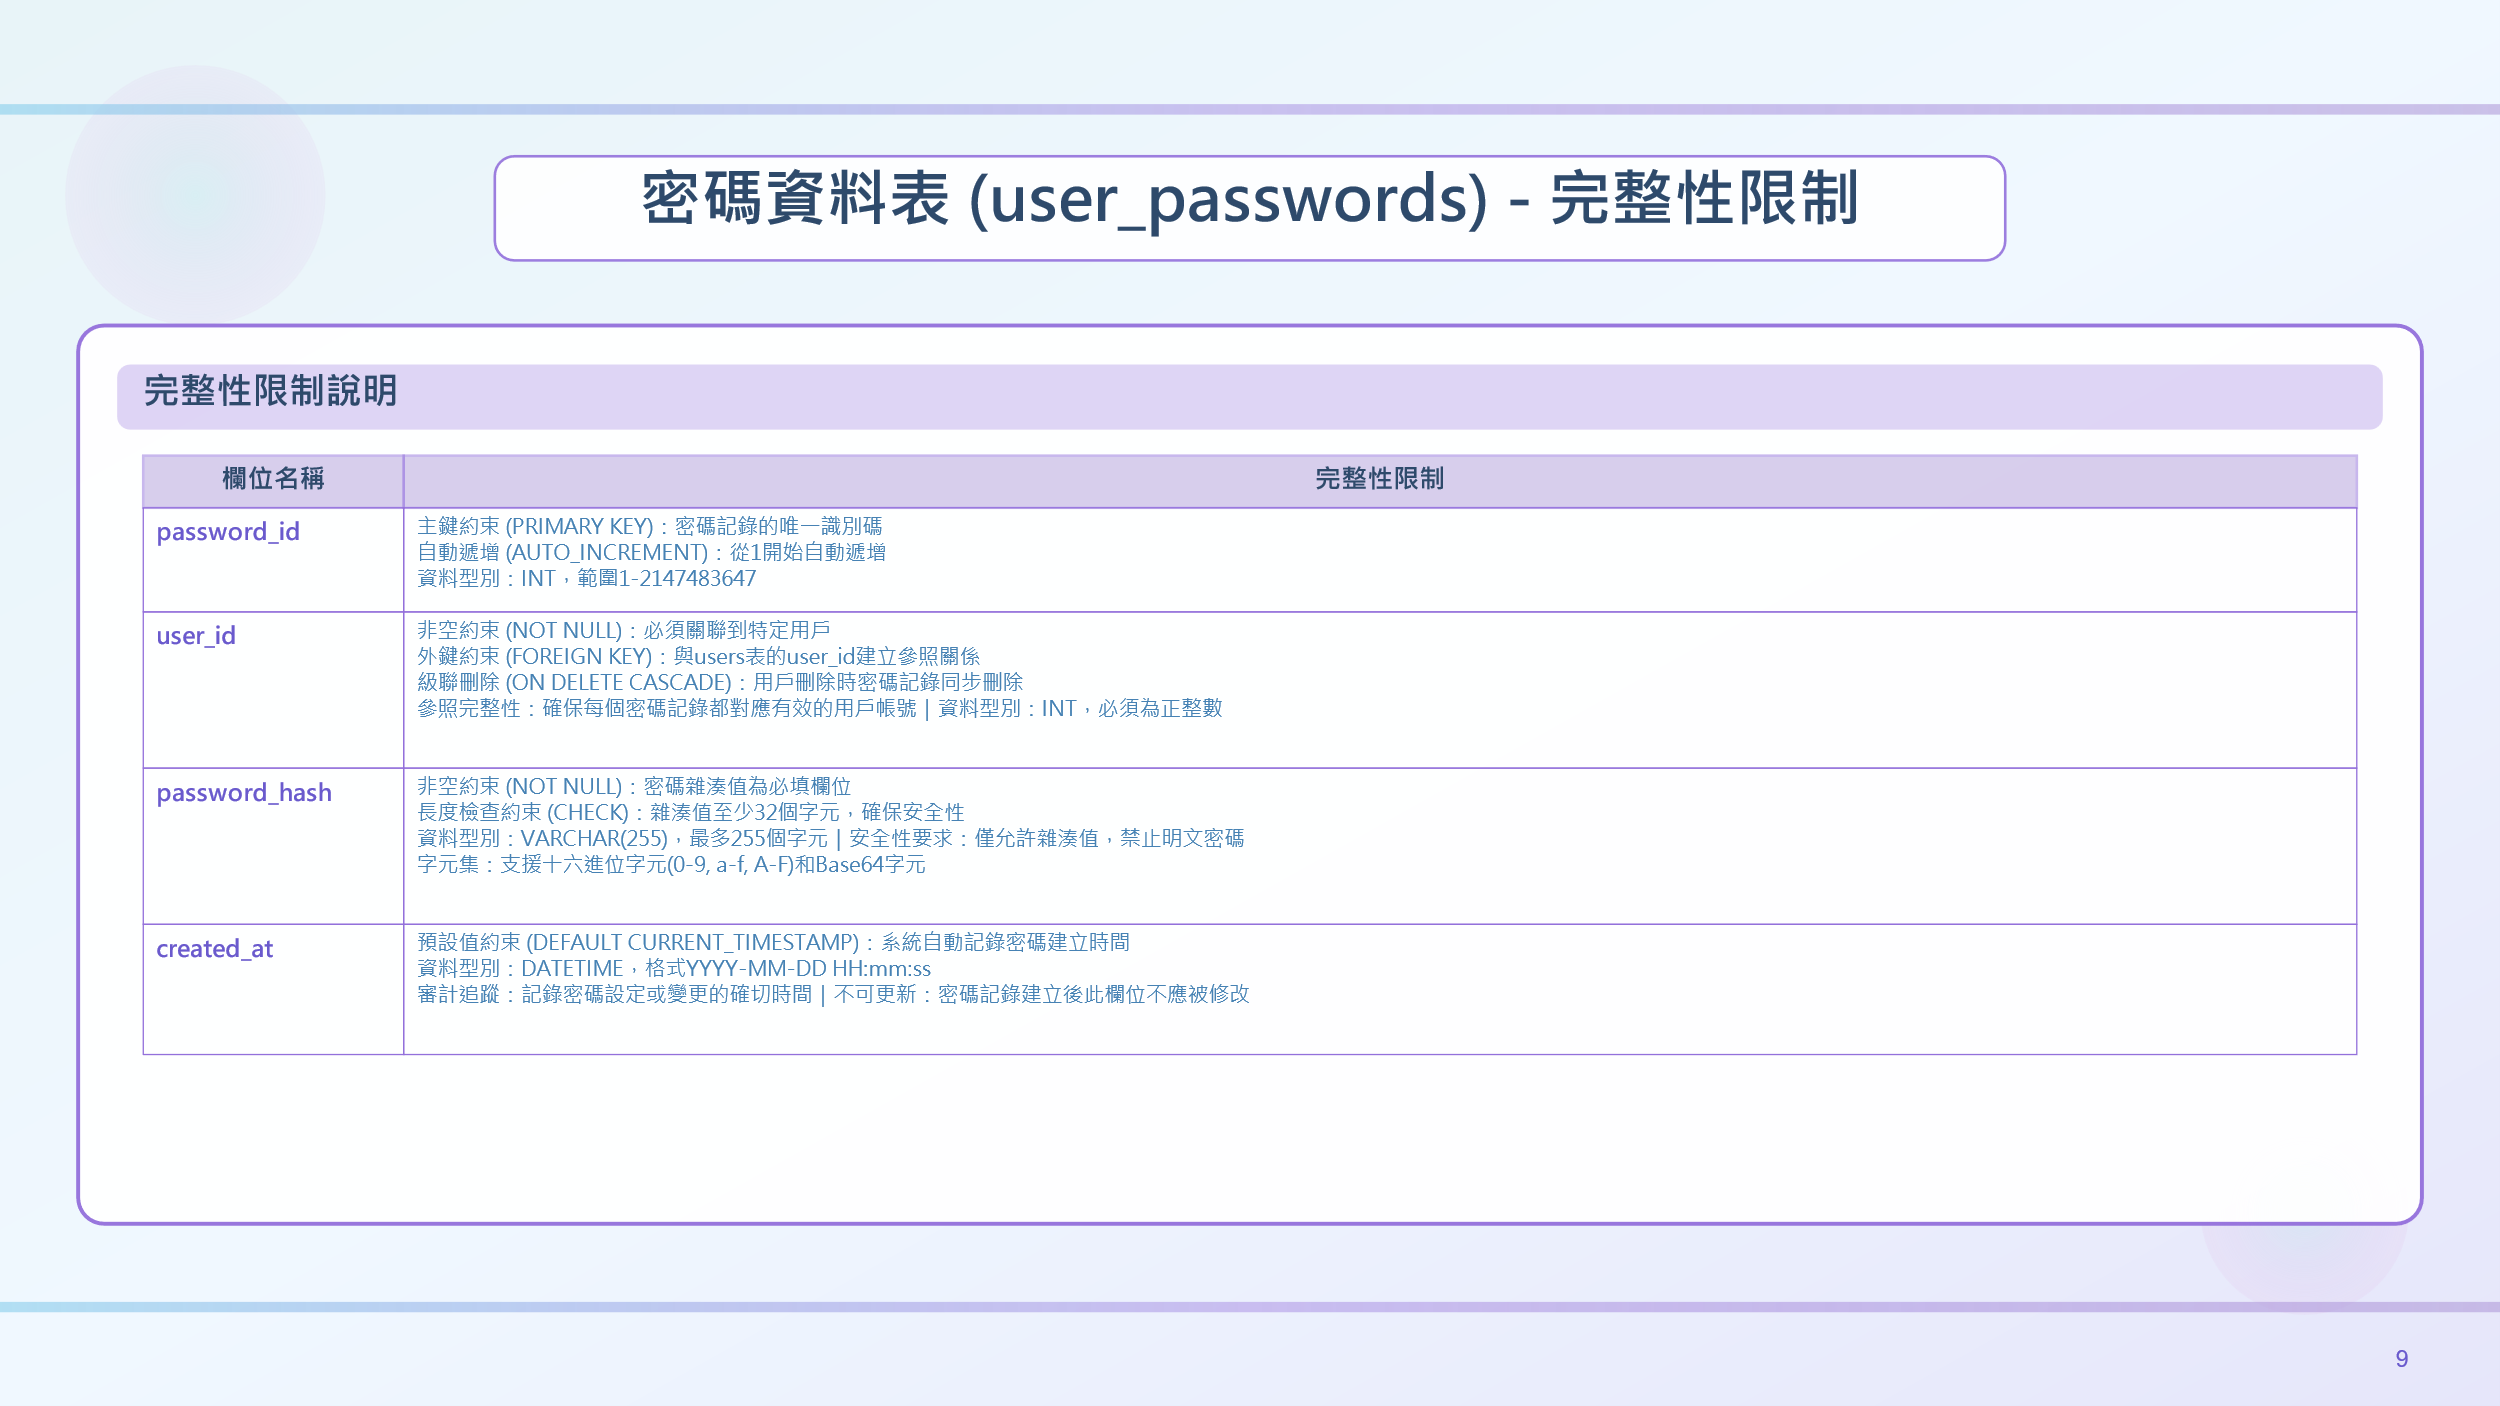 密碼資料表 (user_passwords) - 完整性限制
完整性限制說明
欄位名稱 完整性限制
password_id
主鍵約束 (PRIMARY KEY)：密碼記錄的唯一識別碼
自動遞增 (AUTO_INCREMENT)：從1開始自動遞增
資料型別：INT，範圍1-2147483647
user_id
非空約束 (NOT NULL)：必須關聯到特定用戶
外鍵約束 (FOREIGN KEY)：與users表的user_id建立參照關係
級聯刪除 (ON DELETE CASCADE)：用戶刪除時密碼記錄同步刪除
參照完整性：確保每個密碼記錄都對應有效的用戶帳號 | 資料型別：INT，必須為正整數
password_hash
非空約束 (NOT NULL)：密碼雜湊值為必填欄位
長度檢查約束 (CHECK)：雜湊值至少32個字元，確保安全性
資料型別：VARCHAR(255)，最多255個字元 | 安全性要求：僅允許雜湊值，禁止明文密碼
字元集：支援十六進位字元(0-9, a-f, A-F)和Base64字元
created_at
預設值約束 (DEFAULT CURRENT_TIMESTAMP)：系統自動記錄密碼建立時間
資料型別：DATETIME，格式YYYY-MM-DD HH:mm:ss
審計追蹤：記錄密碼設定或變更的確切時間 | 不可更新：密碼記錄建立後此欄位不應被修改
9